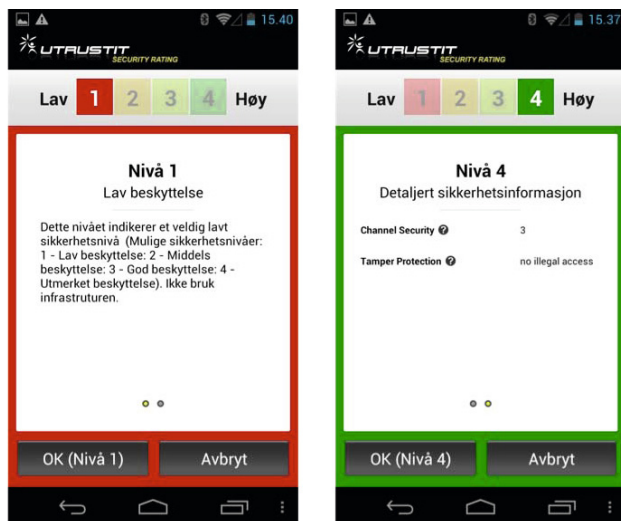 15.40
UTRUSTIT
SECURITY RATING
Lav 1 2 3 4 Høy
Nivå 1
Lav beskyttelse
Dette nivået indikerer et veldig lavt
sikkerhetsnivå (Mulige sikkerhetsnivåer:
1 - Lav beskyttelse: 2 - Middels
beskyttelse: 3 - God beskyttelse: 4 -
Utmerket beskyttelse). Ikke bruk
infrastruturen.
OK (Nivå 1) Avbryt
15.37
UTRUSTIT
SECURITY RATING
Lav 1 2 3 4 Høy
Nivå 4
Detaljert sikkerhetsinformasjon
Channel Security ? 3
Tamper Protection ? no illegal access
OK (Nivå 4) Avbryt